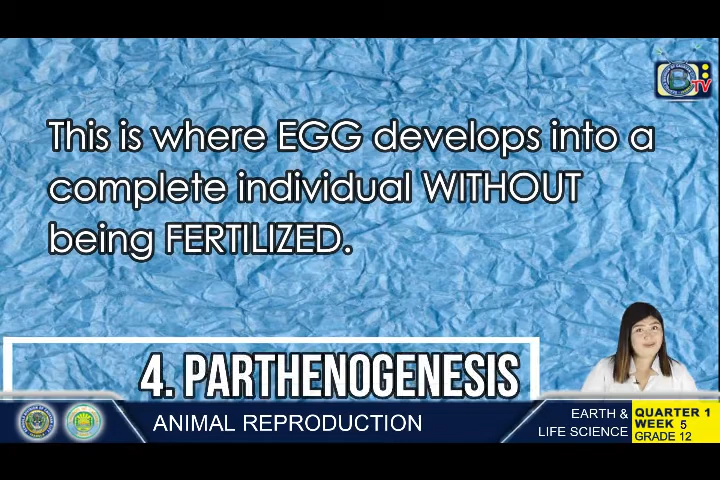 TV
This is where EGG develops into a
complete individual WITHOUT
being FERTILIZED.
4. PARTHENOGENESIS
ANIMAL REPRODUCTION
EARTH &
LIFE SCIENCE
QUARTER 1
WEEK 5
GRADE 12